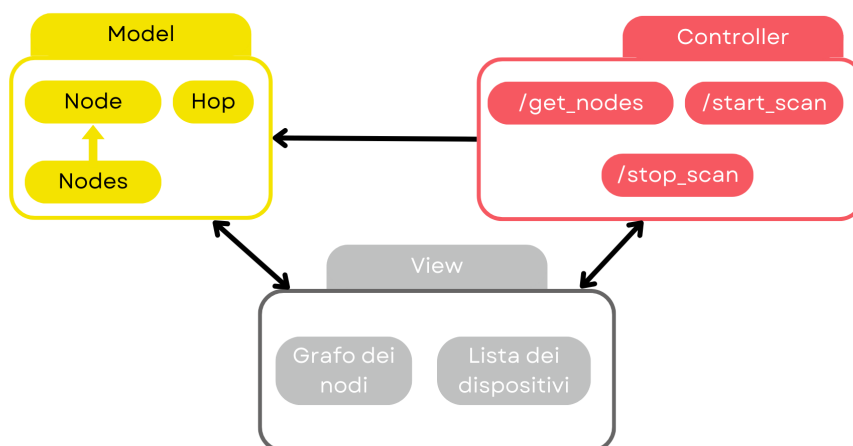 Model
Node
Hop
Nodes
Controller
/get_nodes
/start_scan
/stop_scan
View
Grafo dei
nodi
Lista dei
dispositivi